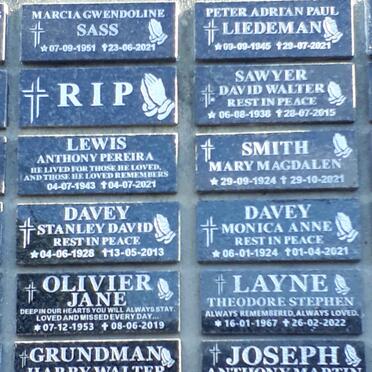 MARCIA GWENDOLINE
SASS
★07-09-1951 ✝23-06-2021
PETER ADRIAN PAUL
LIEDEMAN
★09-09-1945 ✝29-07-2021
RIP
SAWYER
DAVID WALTER
REST IN PEACE
★06-08-1938 ✝28-07-2015
LEWIS
ANTHONY PEREIRA
HE LIVED FOR THOSE HE LOVED,
AND THOSE HE LOVED REMEMBERS
04-07-1943 ✝04-07-2021
SMITH
MARY MAGDALEN
★29-09-1924 ✝29-10-2021
DAVEY
STANLEY DAVID
REST IN PEACE
★04-06-1928 ✝13-05-2013
DAVEY
MONICA ANNE
REST IN PEACE
★06-01-1924 ✝01-04-2021
OLIVIER
JANE
DEEP IN OUR HEARTS YOU WILL ALWAYS STAY
LOVED AND MISSED EVERY DAY...
★07-12-1953 ✝08-06-2019
LAYNE
THEODORE STEPHEN
ALWAYS REMEMBERED, ALWAYS LOVED.
★16-01-1967 ✝26-02-2022
GRUNDMAN
HARRY WALTER
JOSEPH
ANTHONY MARTIN